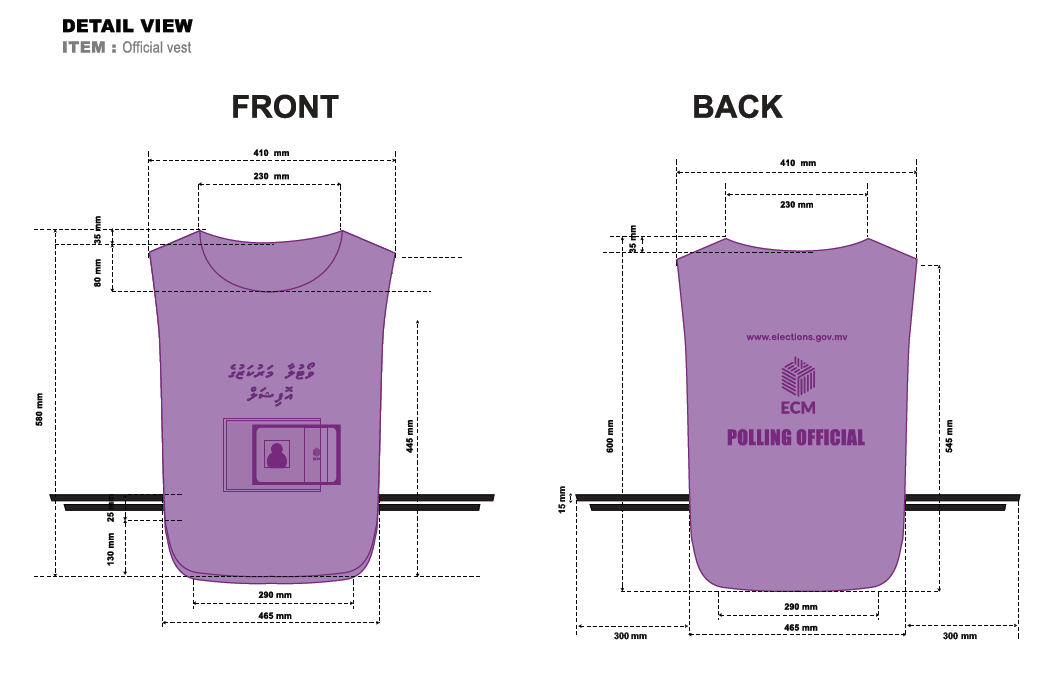 DETAIL VIEW
ITEM : Official vest
FRONT
410 mm
230 mm
35 mm
80 mm
580 mm
ވޯޓުލާ މަރުކަޒުގެ
އޮފިޝަލް
445 mm
25 mm
130 mm
290 mm
465 mm
BACK
410 mm
230 mm
35 mm
www.elections.gov.mv
ECM
POLLING OFFICIAL
600 mm
545 mm
15 mm
290 mm
465 mm
300 mm
300 mm